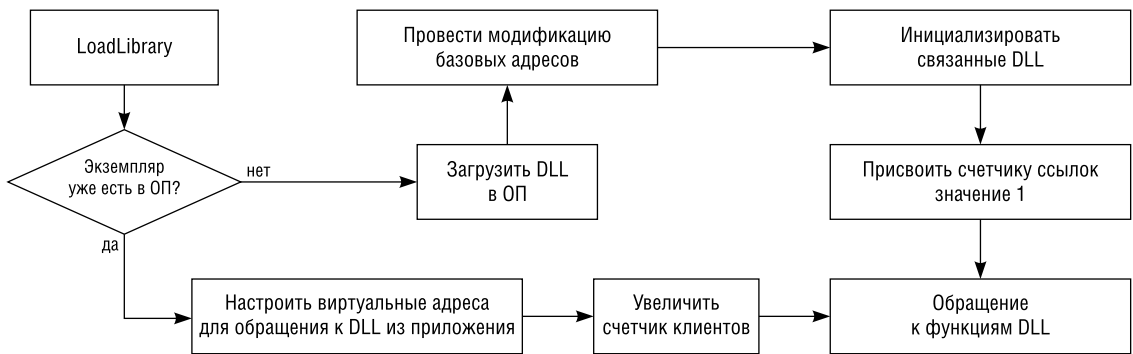 LoadLibrary
Провести модификацию
базовых адресов
Инициализировать
связанные DLL
Экземпляр
уже есть в ОП?
нет
Загрузить DLL
в ОП
Присвоить счетчику ссылок
значение 1
да
Настроить виртуальные адреса
для обращения к DLL из приложения
Увеличить
счетчик клиентов
Обращение
к функциям DLL